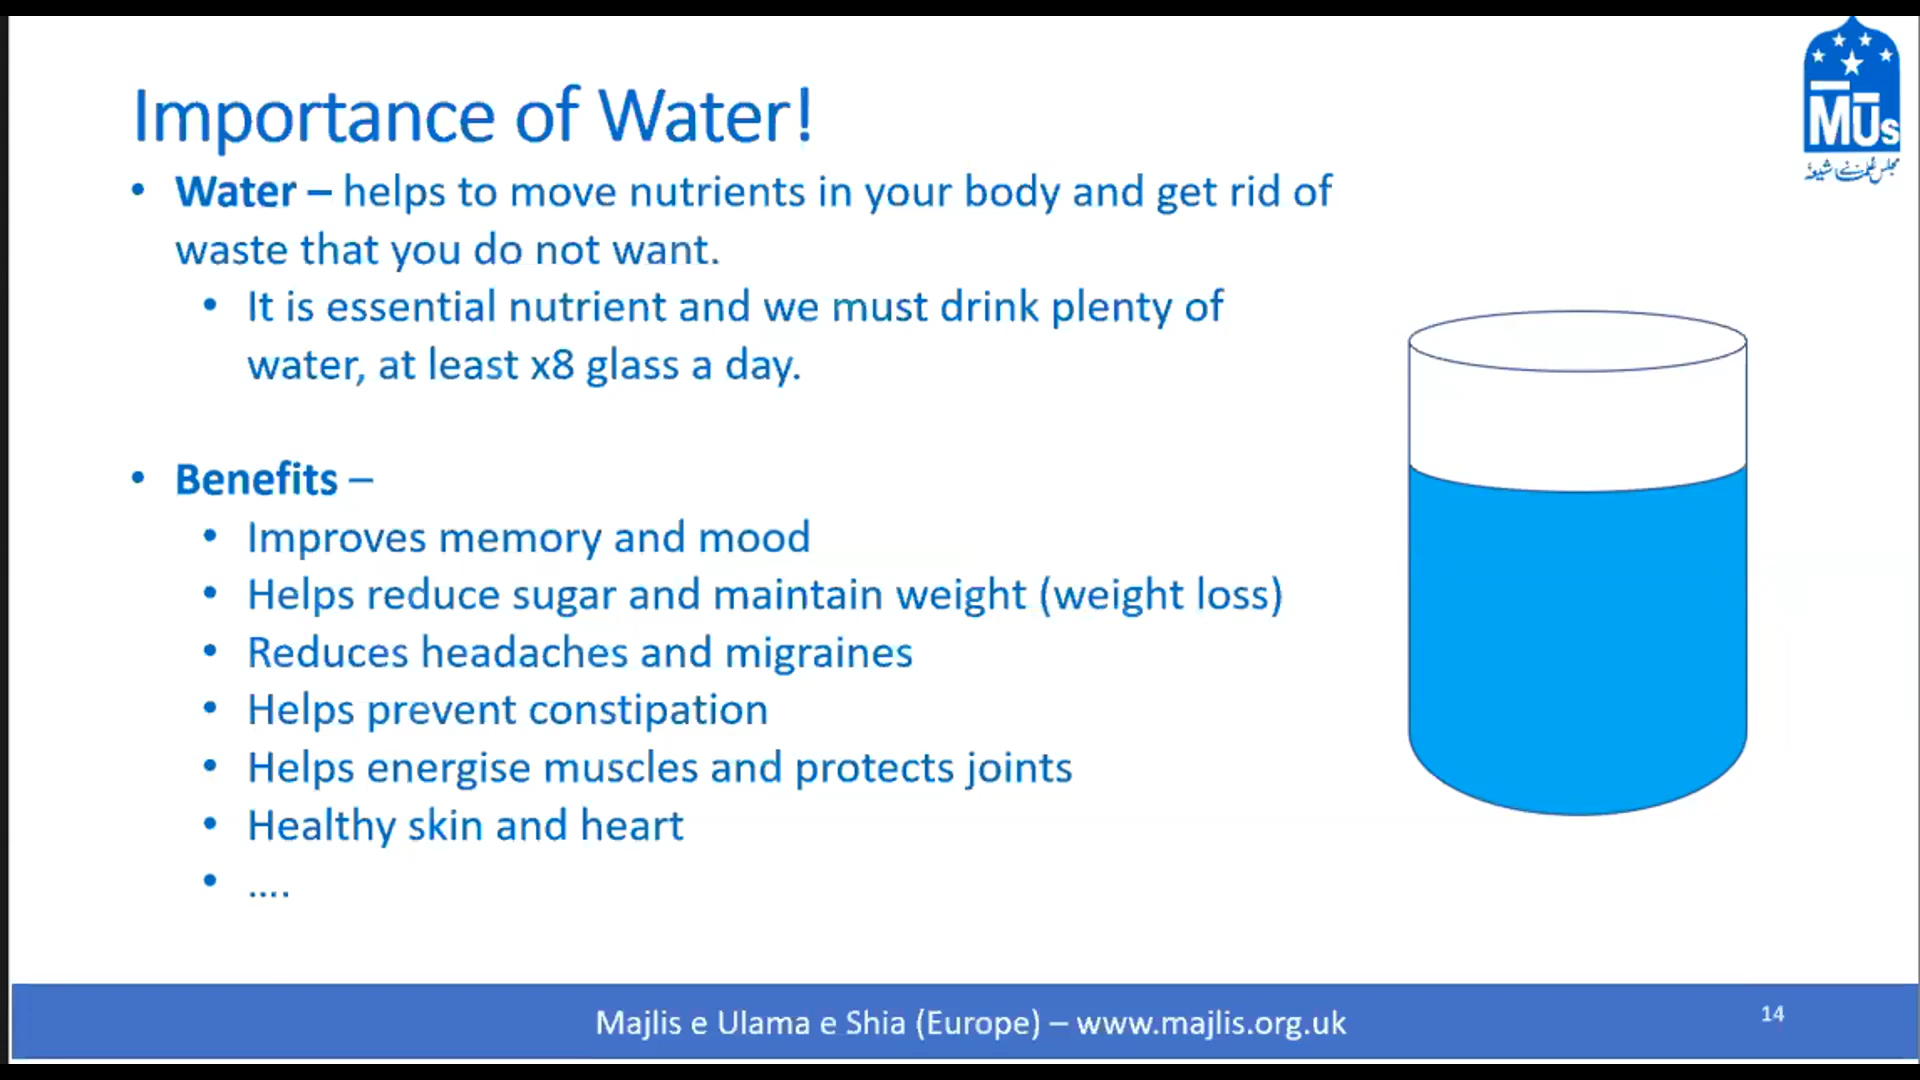 Importance of Water!
MUs
مجلس علمائے شیعہ
• Water – helps to move nutrients in your body and get rid of
waste that you do not want.
• It is essential nutrient and we must drink plenty of
water, at least x8 glass a day.
• Benefits –
• Improves memory and mood
• Helps reduce sugar and maintain weight (weight loss)
• Reduces headaches and migraines
• Helps prevent constipation
• Helps energise muscles and protects joints
• Healthy skin and heart
• ....
Majlis e Ulama e Shia (Europe) – www.majlis.org.uk
14